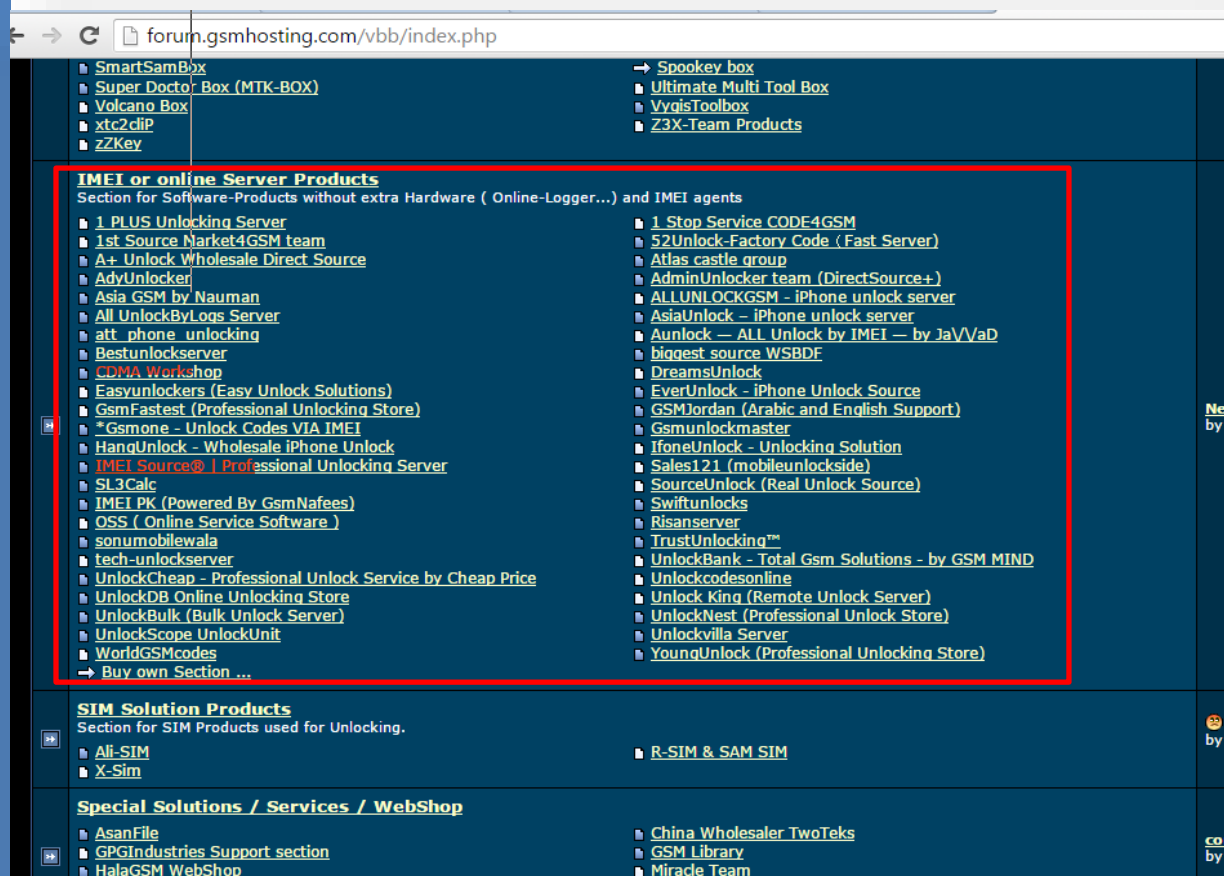 forum.gsmhosting.com/vbb/index.php
SmartSamBox
Super Doctor Box (MTK-BOX)
Volcano Box
xtc2cliP
zZKey
Spookey box
Ultimate Multi Tool Box
VygisToolbox
Z3X-Team Products
IMEI or online Server Products
Section for Software-Products without extra Hardware ( Online-Logger...) and IMEI agents
1 PLUS Unlocking Server
1st Source Market4GSM team
A+ Unlock Wholesale Direct Source
AdyUnlocker
Asia GSM by Nauman
All UnlockByLogs Server
att_phone_unlocking
Bestunlockserver
CDMA Workshop
Easyunlockers (Easy Unlock Solutions)
GsmFastest (Professional Unlocking Store)
*Gsmone - Unlock Codes VIA IMEI
HangUnlock - Wholesale iPhone Unlock
IMEI Source® | Professional Unlocking Server
SL3Calc
IMEI PK (Powered By GsmNafees)
OSS ( Online Service Software )
sonumobilewala
tech-unlockserver
UnlockCheap - Professional Unlock Service by Cheap Price
UnlockDB Online Unlocking Store
UnlockBulk (Bulk Unlock Server)
UnlockScope UnlockUnit
WorldGSMcodes
Buy own Section ...
1 Stop Service CODE4GSM
52Unlock-Factory Code（Fast Server)
Atlas castle group
AdminUnlocker team (DirectSource+)
ALLUNLOCKGSM - iPhone unlock server
AsiaUnlock – iPhone unlock server
Aunlock — ALL Unlock by IMEI — by Ja\/\/aD
biggest source WSBDF
DreamsUnlock
EverUnlock - iPhone Unlock Source
GSMJordan (Arabic and English Support)
Gsmunlockmaster
IfoneUnlock - Unlocking Solution
Sales121 (mobileunlockside)
SourceUnlock (Real Unlock Source)
Swiftunlocks
Risanserver
TrustUnlocking™
UnlockBank - Total Gsm Solutions - by GSM MIND
Unlockcodesonline
Unlock King (Remote Unlock Server)
UnlockNest (Professional Unlock Store)
Unlockvilla Server
YoungUnlock (Professional Unlocking Store)
Ne
by
SIM Solution Products
Section for SIM Products used for Unlocking.
Ali-SIM
X-Sim
R-SIM & SAM SIM
by
Special Solutions / Services / WebShop
AsanFile
GPGIndustries Support section
HalaGSM WebShop
China Wholesaler TwoTeks
GSM Library
Miracle Team
co
by